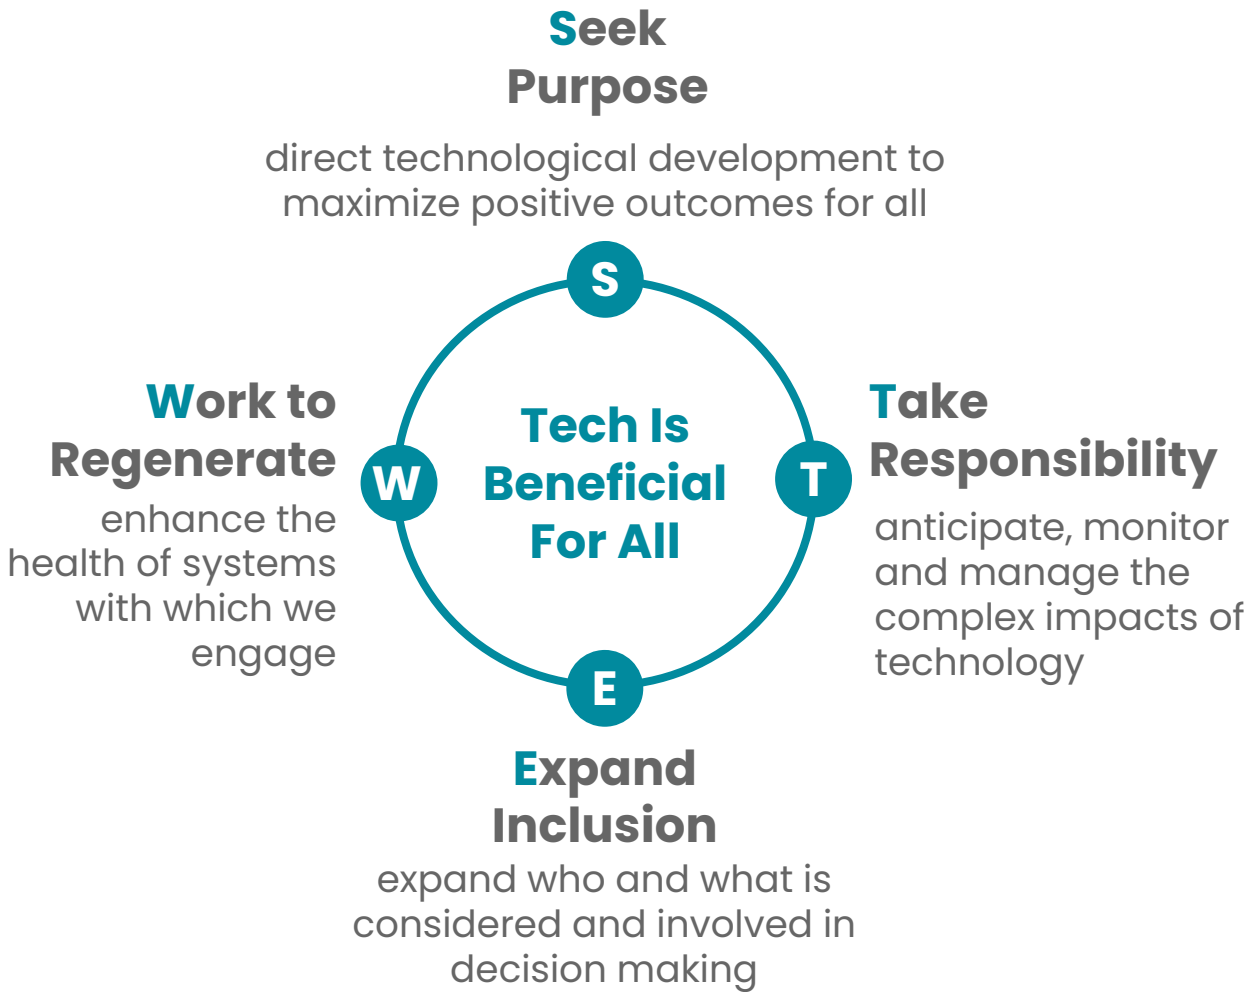 Seek
Purpose
direct technological development to
maximize positive outcomes for all
S
Work to
Regenerate
enhance the
health of systems
with which we
engage
W
Tech Is
Beneficial
For All
T
Take
Responsibility
anticipate, monitor
and manage the
complex impacts of
technology
E
Expand
Inclusion
expand who and what is
considered and involved in
decision making